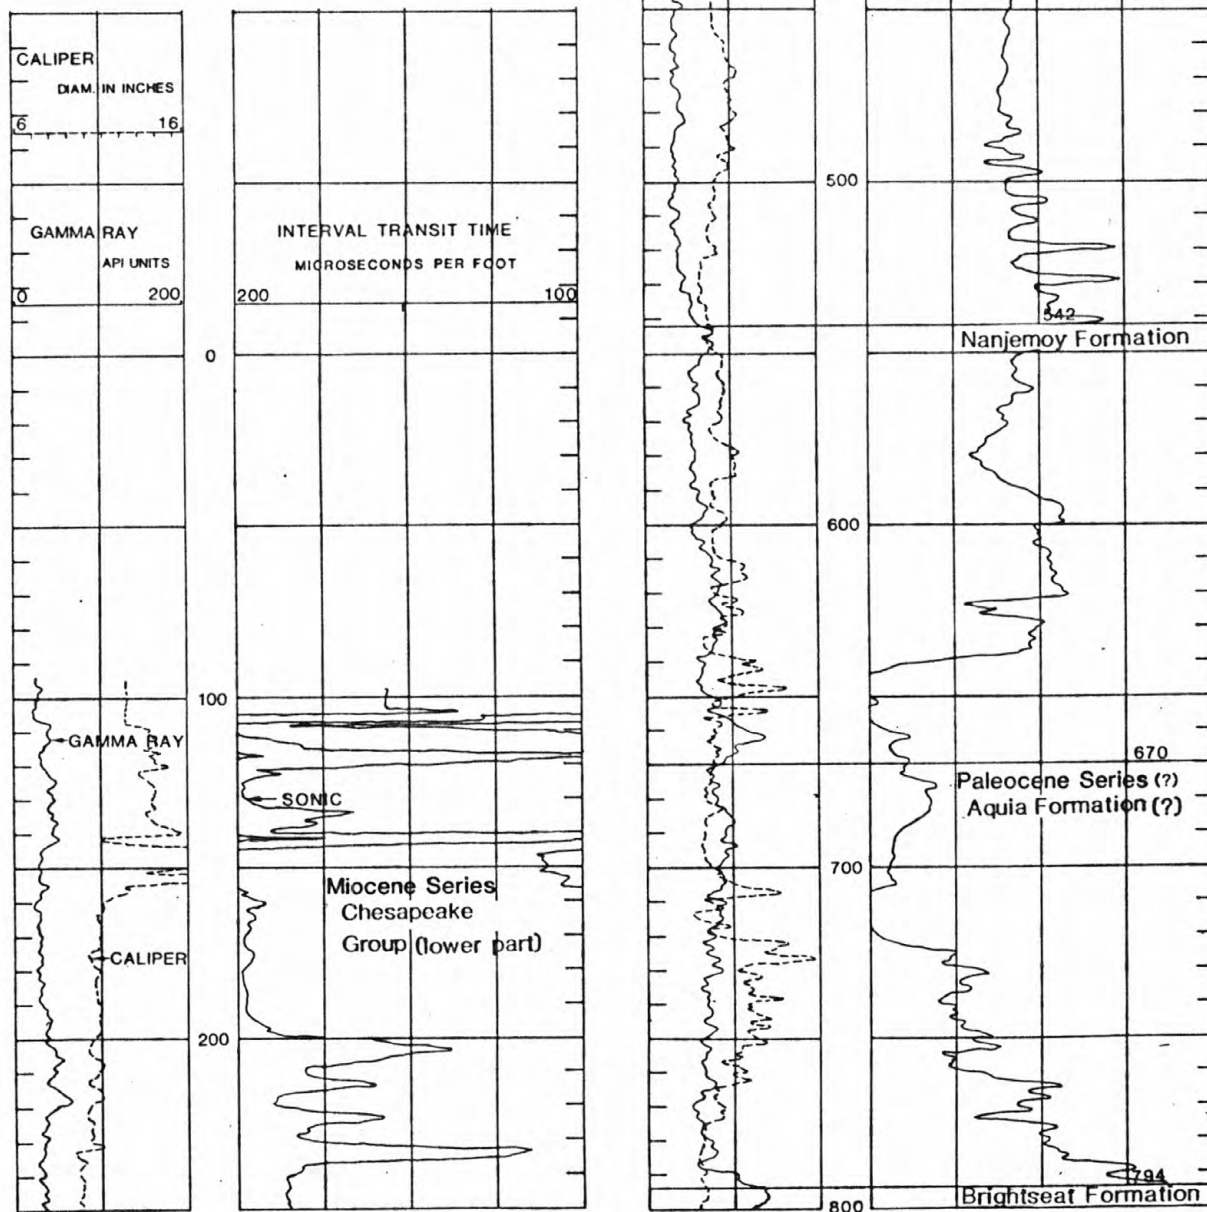 CALIPER
DIAM. IN INCHES
6 16
GAMMA RAY
API UNITS
0 200
INTERVAL TRANSIT TIME
MICROSECONDS PER FOOT
200 100
0
100
GAMMA RAY
SONIC
Miocene Series
Chesapeake
Group (lower part)
CALIPER
200
500
542
Nanjemoy Formation
600
670
Paleocene Series (?)
Aquia Formation (?)
700
794
Brightseat Formation
800